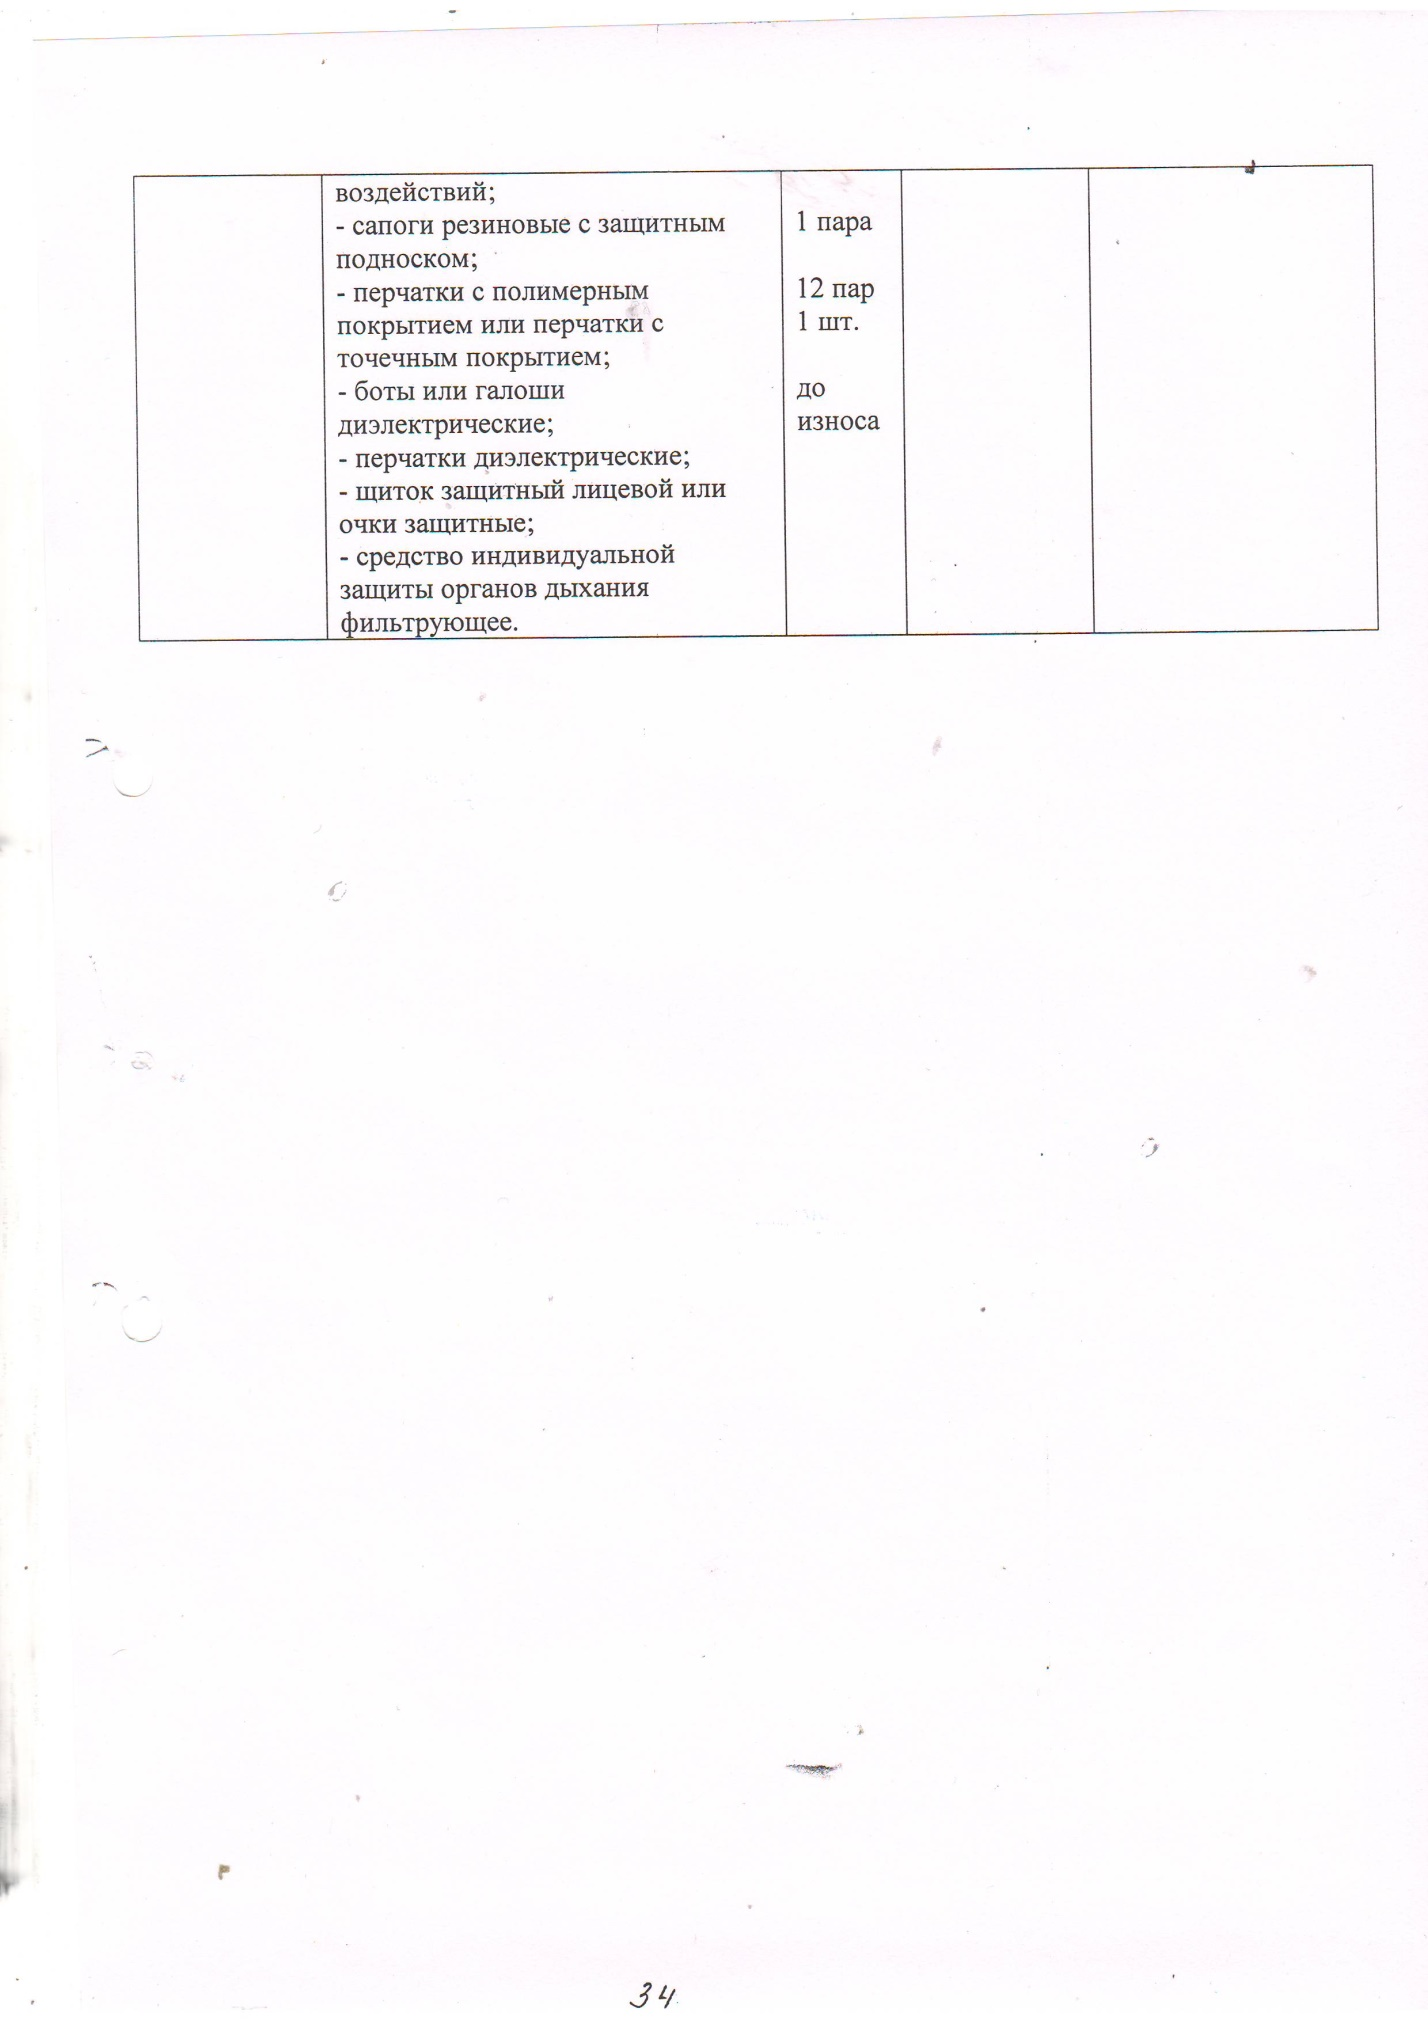 воздействий;
- сапоги резиновые с защитным
подноском;
- перчатки с полимерным
покрытием или перчатки с
точечным покрытием;
- боты или галоши
диэлектрические;
- перчатки диэлектрические;
- щиток защитный лицевой или
очки защитные;
- средство индивидуальной
защиты органов дыхания
фильтрующее.
1 пара
12 пар
1 шт.
до
износа
34